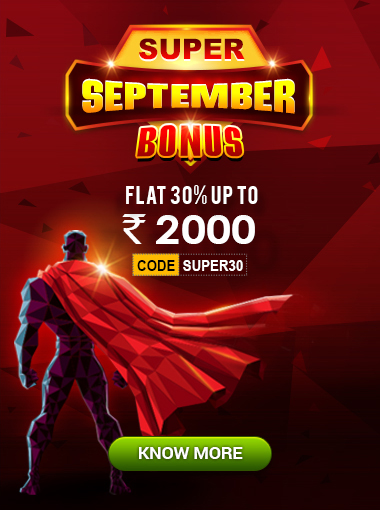 SUPER
SEPTEMBER
BONUS
FLAT 30% UP TO
₹ 2000
CODE SUPER30
KNOW MORE